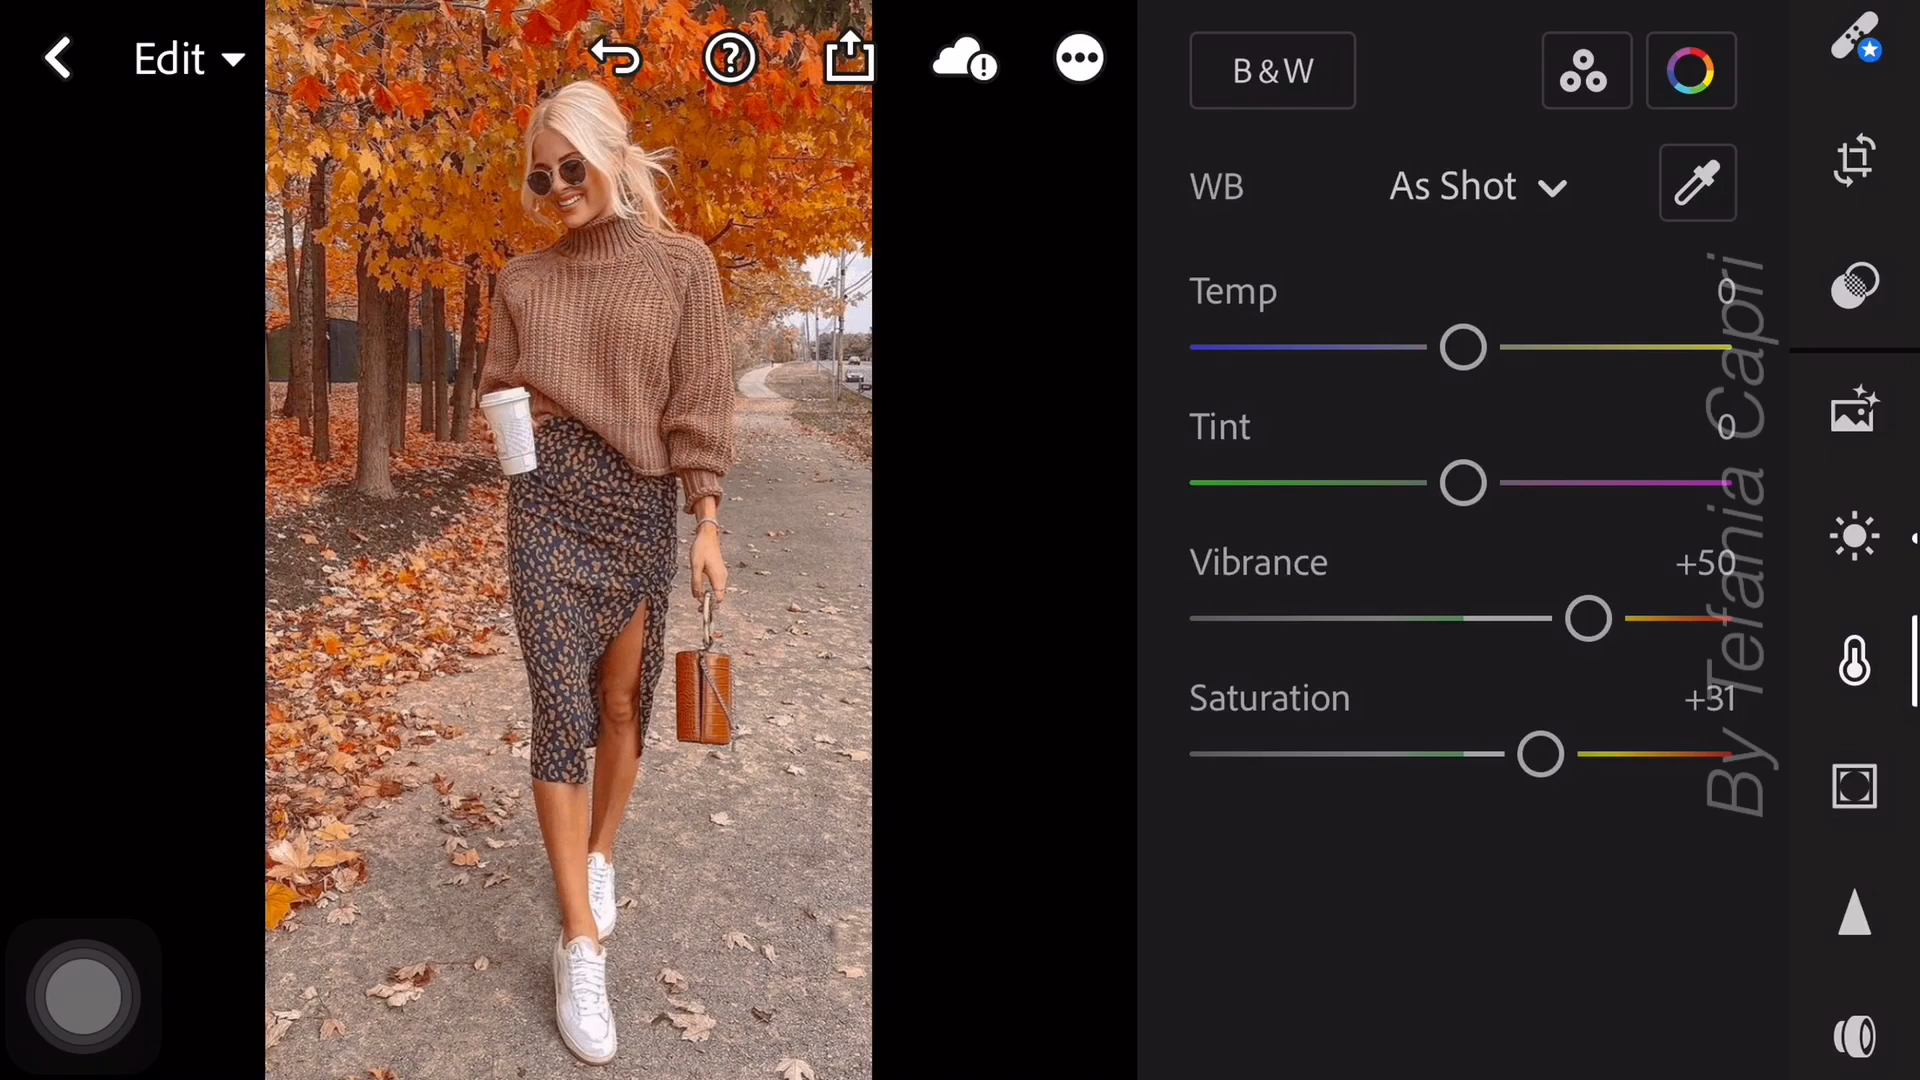 Edit
B&W
WB As Shot
Temp 0
Tint 0
Vibrance +50
Saturation +31
By Tefania Capri